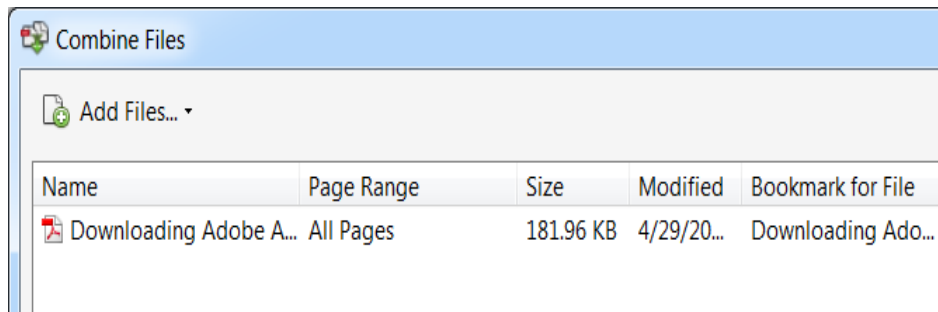 Combine Files
Add Files...
Name Page Range Size Modified Bookmark for File
Downloading Adobe A... All Pages 181.96 KB 4/29/20... Downloading Ado...